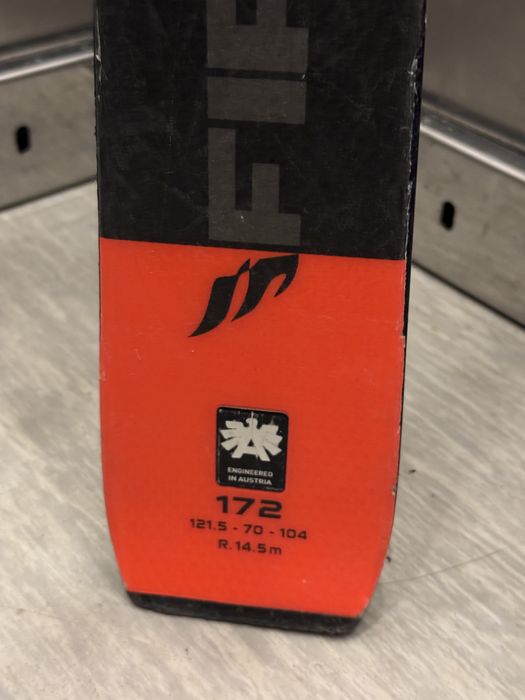 ENGINEERED
IN AUSTRIA
172
121.5 - 70 - 104
R. 14.5m